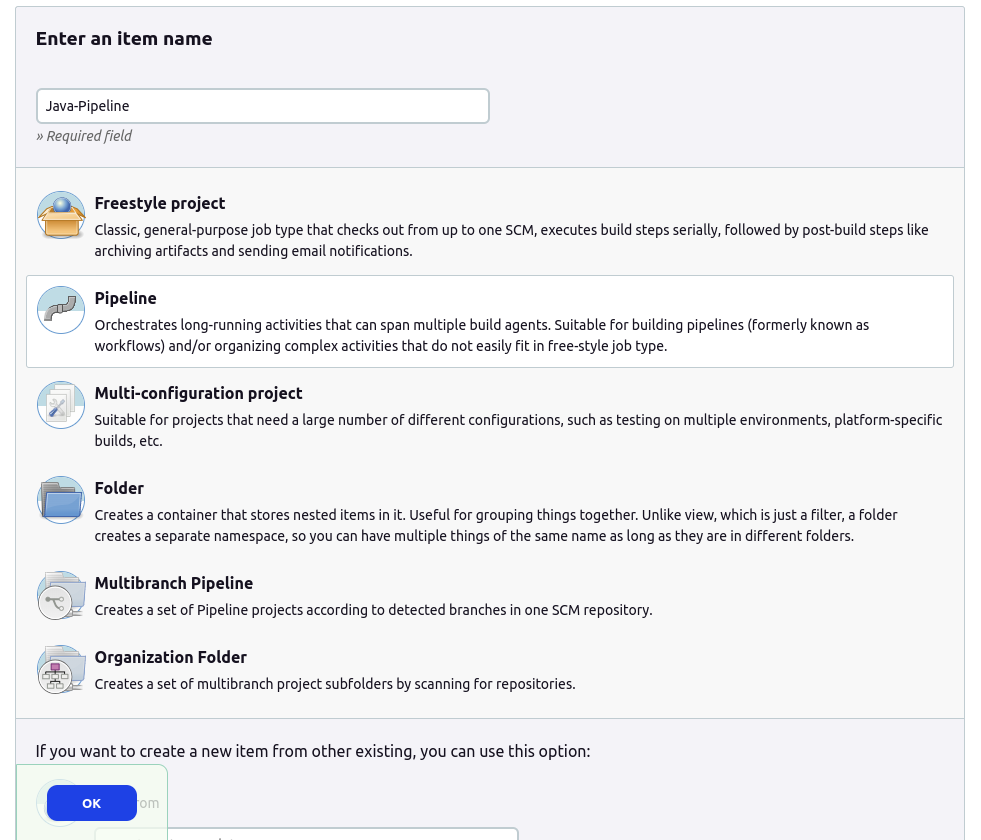 Enter an item name
Java-Pipeline
» Required field
Freestyle project
Classic, general-purpose job type that checks out from up to one SCM, executes build steps serially, followed by post-build steps like
archiving artifacts and sending email notifications.
Pipeline
Orchestrates long-running activities that can span multiple build agents. Suitable for building pipelines (formerly known as
workflows) and/or organizing complex activities that do not easily fit in free-style job type.
Multi-configuration project
Suitable for projects that need a large number of different configurations, such as testing on multiple environments, platform-specific
builds, etc.
Folder
Creates a container that stores nested items in it. Useful for grouping things together. Unlike view, which is just a filter, a folder
creates a separate namespace, so you can have multiple things of the same name as long as they are in different folders.
Multibranch Pipeline
Creates a set of Pipeline projects according to detected branches in one SCM repository.
Organization Folder
Creates a set of multibranch project subfolders by scanning for repositories.
If you want to create a new item from other existing, you can use this option:
OK